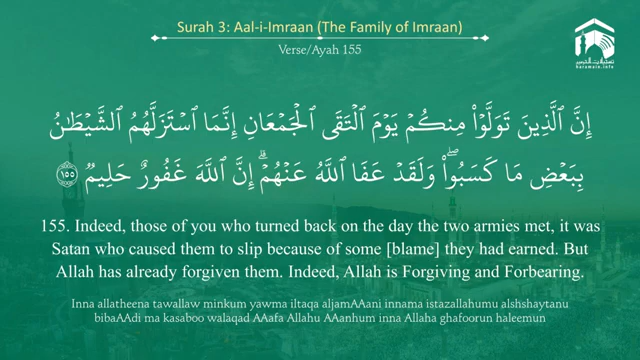 Surah 3: Aal-i-Imraan (The Family of Imraan)
Verse/Ayah 155
haramain.info
إِنَّ ٱلَّذِينَ تَوَلَّوْا۟ مِنكُمْ يَوْمَ ٱلْتَقَى ٱلْجَمْعَانِ إِنَّمَا ٱسْتَزَلَّهُمُ ٱلشَّيْطَـٰنُ
بِبَعْضِ مَا كَسَبُوا۟ ۖ وَلَقَدْ عَفَا ٱللَّهُ عَنْهُمْ ۗ إِنَّ ٱللَّهَ غَفُورٌ حَلِيمٌ ١٥٥
155. Indeed, those of you who turned back on the day the two armies met, it was
Satan who caused them to slip because of some [blame] they had earned. But
Allah has already forgiven them. Indeed, Allah is Forgiving and Forbearing.
Inna allatheena tawallaw minkum yawma iltaqa aljamAAani innama istazallahumu alshshaytanu
bibaAAdi ma kasaboo walaqad AAafa Allahu AAanhum inna Allaha ghafoorun haleemun